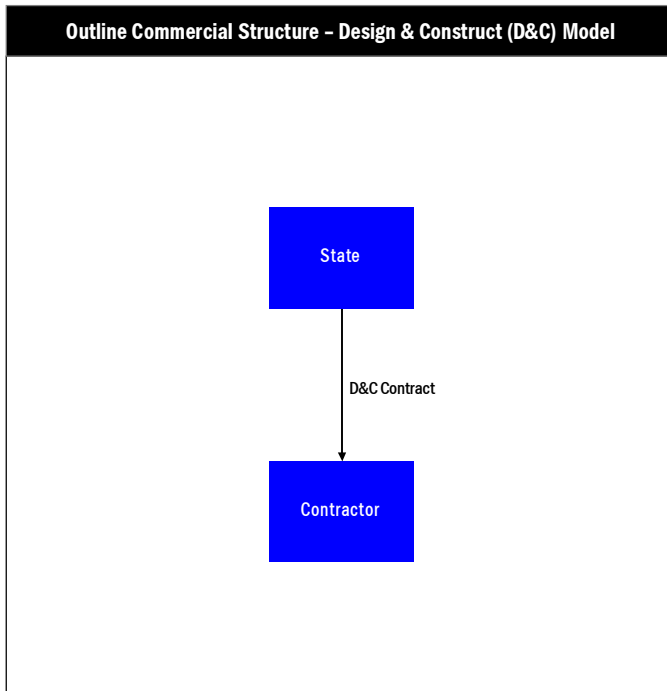 Outline Commercial Structure – Design & Construct (D&C) Model
State
D&C Contract
Contractor